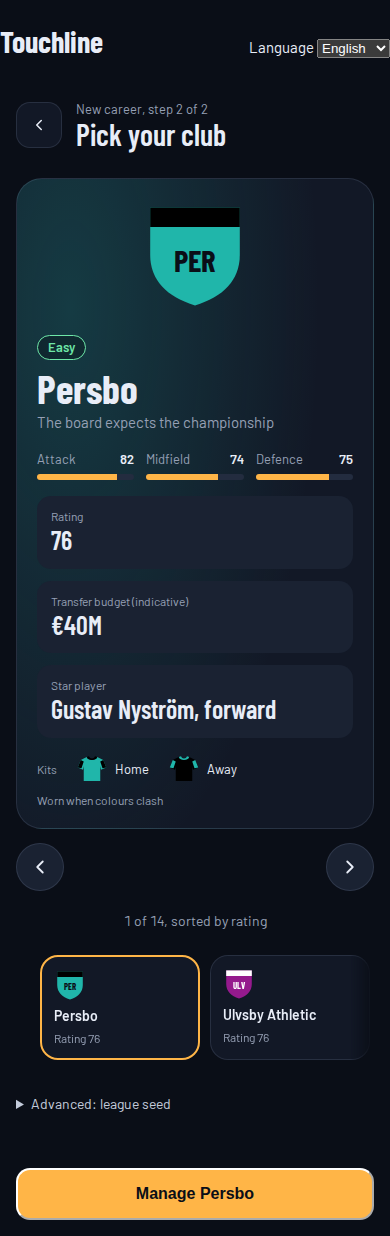 Touchline
Language English
New career, step 2 of 2
Pick your club
PER
Easy
Persbo
The board expects the championship
Attack 82 Midfield 74 Defence 75
Rating
76
Transfer budget (indicative)
€40M
Star player
Gustav Nyström, forward
Kits Home Away
Worn when colours clash
1 of 14, sorted by rating
PER
Persbo
Rating 76
ULV
Ulvsby Athletic
Rating 76
Advanced: league seed
Manage Persbo